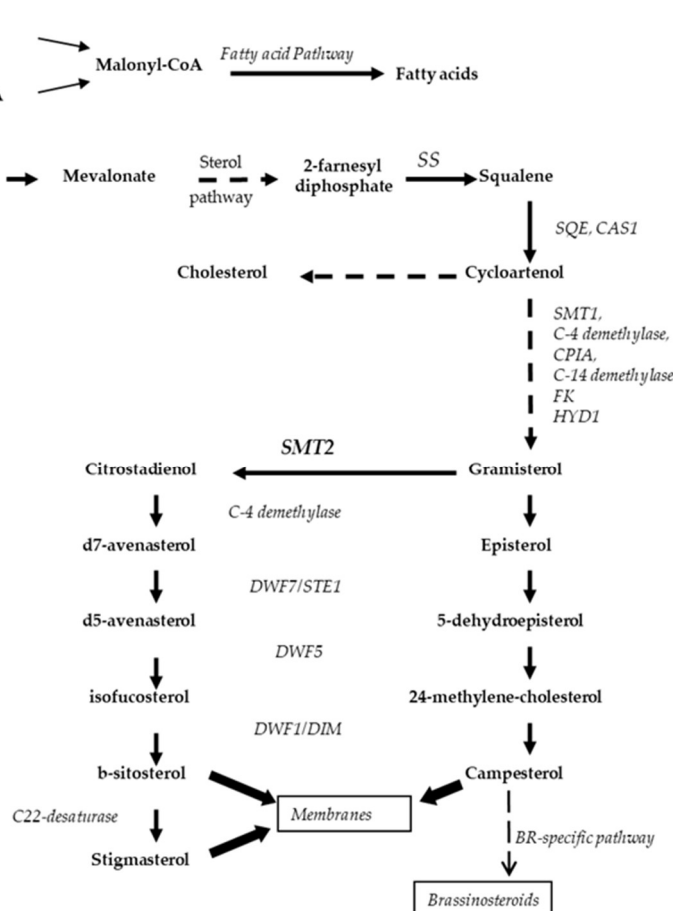 Fatty acid Pathway
Malonyl-CoA
Fatty acids
A
Mevalonate
Sterol
pathway
2-farnesyl
diphosphate
SS
Squalene
SQE, CAS1
Cholesterol
Cycloartenol
SMT1,
C-4 demethylase,
CPIA,
C-14 demethylase
FK
HYD1
SMT2
Citrostadienol
Gramisterol
C-4 demethylase
d7-avenasterol
Episterol
DWF7/STE1
d5-avenasterol
5-dehydroepisterol
DWF5
isofucosterol
24-methylene-cholesterol
DWF1/DIM
b-sitosterol
Campesterol
C22-desaturase
Membranes
BR-specific pathway
Stigmasterol
Brassinosteroids